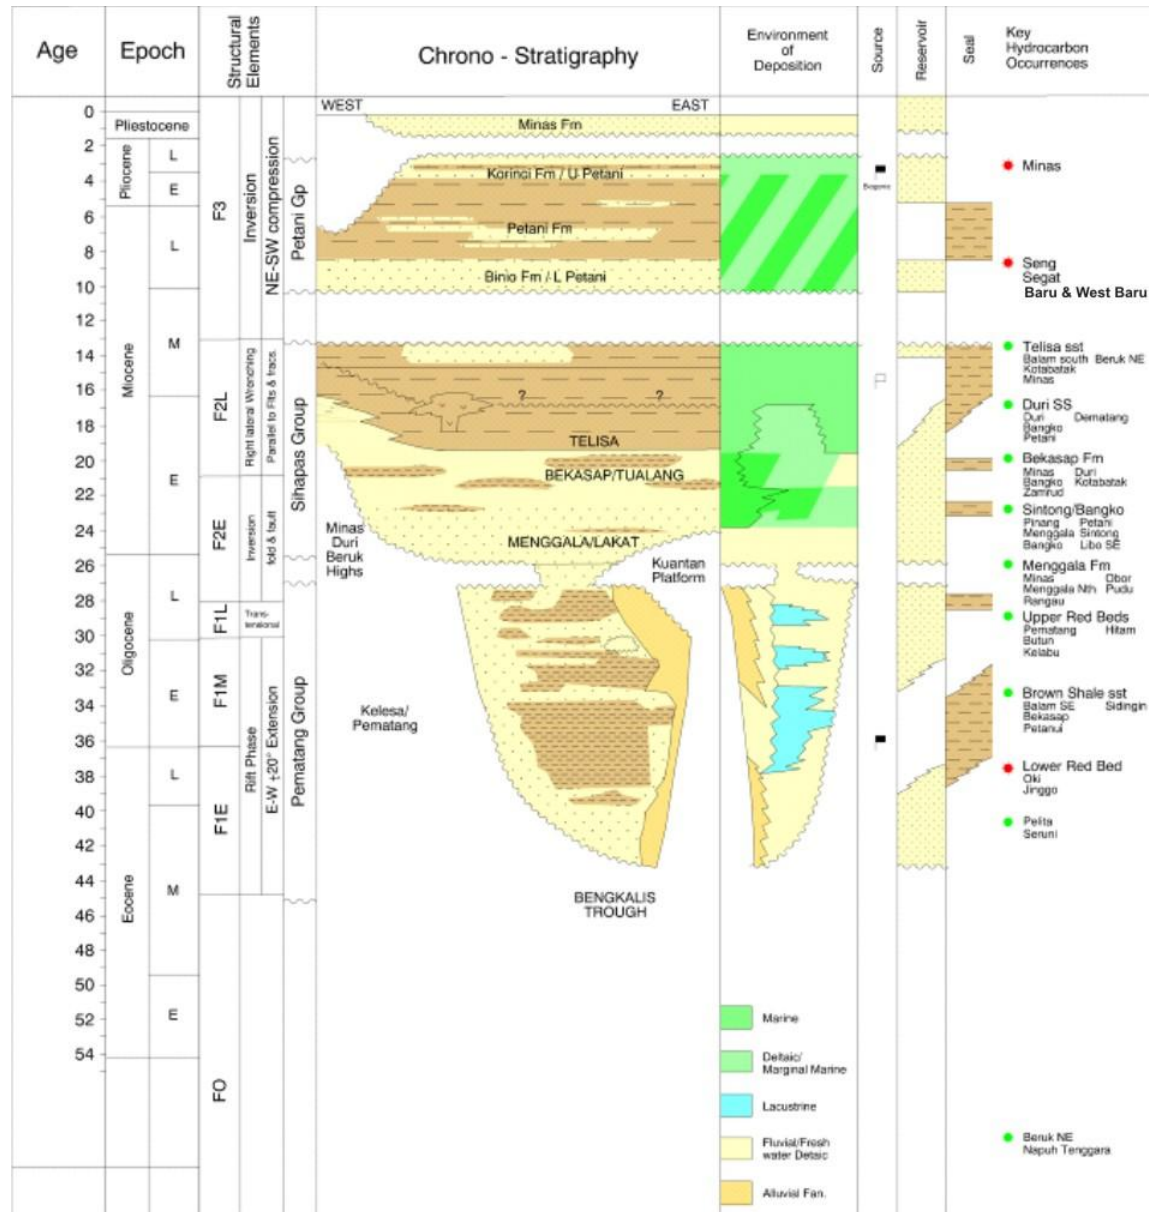 Age
Epoch
Structural
Elements
Chrono - Stratigraphy
Environment
of
Deposition
Source
Reservoir
Seal
Key
Hydrocarbon
Occurrences
0
2
4
6
8
10
12
14
16
18
20
22
24
26
28
30
32
34
36
38
40
42
44
46
48
50
52
54
Pliestocene
Pliocene
L
E
Miocene
L
M
E
Oligocene
L
E
Eocene
L
M
E
F3
F2L
F2E
F1L
F1M
F1E
FO
Inversion
NE-SW compression
Right lateral Wrenching
Parallel to Flts & fracs.
Inversion
fold & fault
Trans-
tensional
Rift Phase
E-W ±20° Extension
Petani Gp
Sihapas Group
Pematang Group
WEST
EAST
Minas Fm
Korinci Fm / U Petani
Petani Fm
Binio Fm / L Petani
?
?
TELISA
BEKASAP/TUALANG
MENGGALA/LAKAT
Minas
Duri
Beruk
Highs
Kuantan
Platform
Kelesa/
Pematang
BENGKALIS
TROUGH
Biogenic
Minas
Seng
Segat
Baru & West Baru
Telisa sst
Balam south Beruk NE
Kotabatak
Minas
Duri SS
Duri Dematang
Bangko
Petani
Bekasap Fm
Minas Duri
Bangko Kotabatak
Zamrud
Sintong/Bangko
Pinang Petani
Menggala Sintong
Bangko Libo SE
Menggala Fm
Minas Obor
Menggala Nth Pudu
Rangau
Upper Red Beds
Pematang Hitam
Butun
Kelabu
Brown Shale sst
Balam SE Sidingin
Bekasap
Petanui
Lower Red Bed
Oki
Jinggo
Pelita
Seruni
Marine
Deltaic/
Marginal Marine
Lacustrine
Fluvial/Fresh
water Detaic
Alluvial Fan.
Beruk NE
Napuh Tenggara